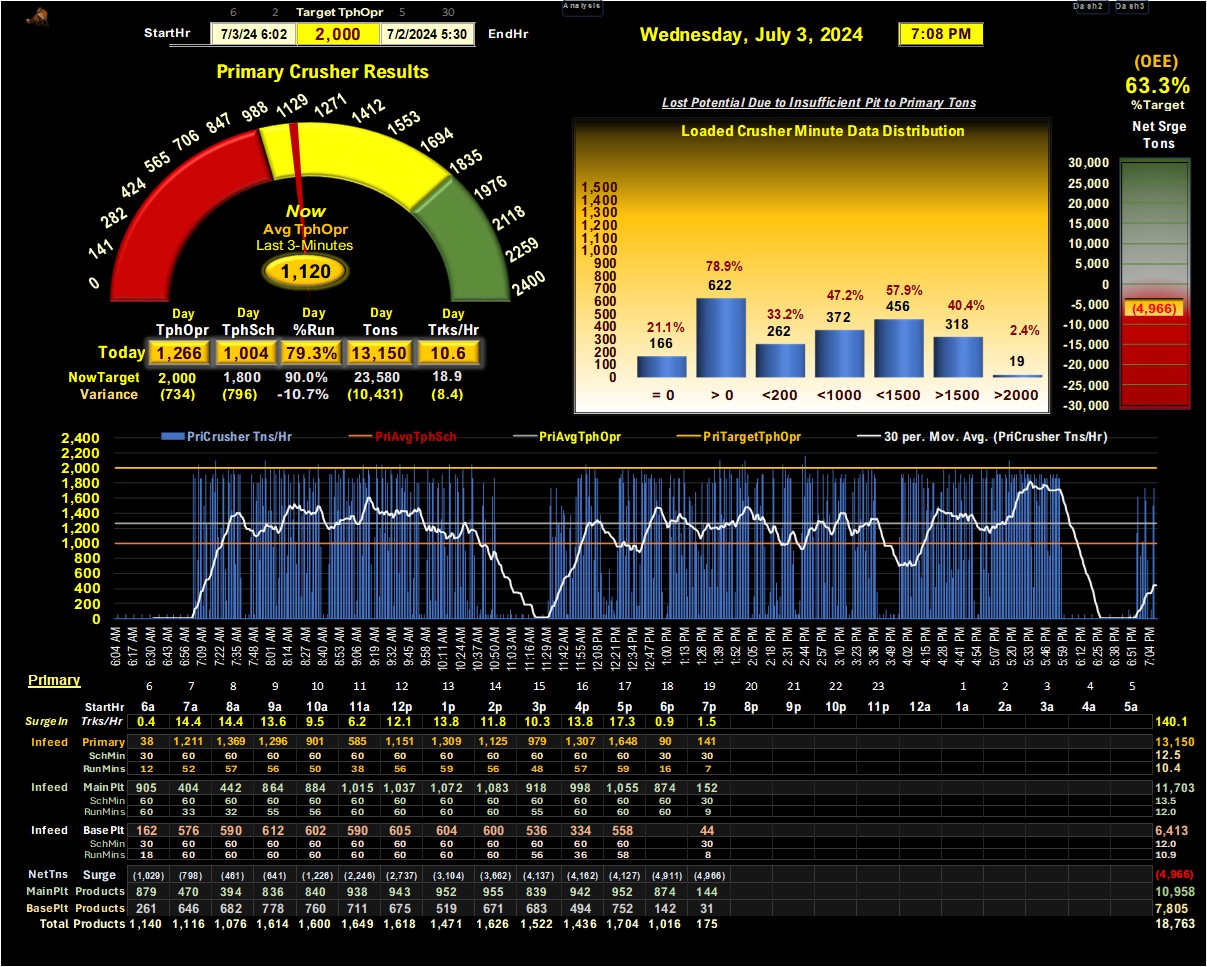 Analysis
Dash2 Dash3
6 2 Target TphOpr 5 30
StartHr 7/3/24 6:02 2,000 7/2/2024 5:30 EndHr
Wednesday, July 3, 2024 7:08 PM
(OEE)
63.3%
%Target
Net Srge
Tons
Primary Crusher Results
0 141 282 424 565 706 847 988 1129 1271 1412 1553 1694 1835 1976 2118 2259 2400
Now
Avg TphOpr
Last 3-Minutes
1,120
Day Day Day Day Day
TphOpr TphSch %Run Tons Trks/Hr
Today 1,266 1,004 79.3% 13,150 10.6
NowTarget 2,000 1,800 90.0% 23,580 18.9
Variance (734) (796) -10.7% (10,431) (8.4)
Lost Potential Due to Insufficient Pit to Primary Tons
Loaded Crusher Minute Data Distribution
1,500
1,400
1,300
1,200
1,100
1,000
900
800
700
600
500
400
300
200
100
0
21.1% 78.9% 33.2% 47.2% 57.9% 40.4% 2.4%
166 622 262 372 456 318 19
= 0 > 0 <200 <1000 <1500 >1500 >2000
30,000
25,000
20,000
15,000
10,000
5,000
0
-5,000
-10,000
-15,000
-20,000
-25,000
-30,000
(4,966)
PriCrusher Tns/Hr PriAvgTphSch PriAvgTphOpr PriTargetTphOpr 30 per. Mov. Avg. (PriCrusher Tns/Hr)
2,400
2,200
2,000
1,800
1,600
1,400
1,200
1,000
800
600
400
200
0
6:04 AM 6:17 AM 6:30 AM 6:43 AM 6:56 AM 7:09 AM 7:22 AM 7:35 AM 7:48 AM 8:01 AM 8:14 AM 8:27 AM 8:40 AM 8:53 AM 9:06 AM 9:19 AM 9:32 AM 9:45 AM 9:58 AM 10:11 AM 10:24 AM 10:37 AM 10:50 AM 11:03 AM 11:16 AM 11:29 AM 11:42 AM 11:55 AM 12:08 PM 12:21 PM 12:34 PM 12:47 PM 1:00 PM 1:13 PM 1:26 PM 1:39 PM 1:52 PM 2:05 PM 2:18 PM 2:31 PM 2:44 PM 2:57 PM 3:10 PM 3:23 PM 3:36 PM 3:49 PM 4:02 PM 4:15 PM 4:28 PM 4:41 PM 4:54 PM 5:07 PM 5:20 PM 5:33 PM 5:46 PM 5:59 PM 6:12 PM 6:25 PM 6:38 PM 6:51 PM 7:04 PM
Primary 6 7 8 9 10 11 12 13 14 15 16 17 18 19 20 21 22 23 1 2 3 4 5
StartHr 6a 7a 8a 9a 10a 11a 12p 1p 2p 3p 4p 5p 6p 7p 8p 9p 10p 11p 12a 1a 2a 3a 4a 5a
SurgeIn Trks/Hr 0.4 14.4 14.4 13.6 9.5 6.2 12.1 13.8 11.8 10.3 13.8 17.3 0.9 1.5 140.1
Infeed Primary 38 1,211 1,369 1,296 901 585 1,151 1,309 1,125 979 1,307 1,648 90 141 13,150
SchMin 30 60 60 60 60 60 60 60 60 60 60 60 30 30 12.5
RunMins 12 52 57 56 50 38 56 59 56 48 57 59 16 7 10.4
Infeed MainPlt 905 404 442 864 884 1,015 1,037 1,072 1,083 918 998 1,055 874 152 11,703
SchMin 60 60 60 60 60 60 60 60 60 60 60 60 60 30 13.5
RunMins 60 33 32 55 56 60 60 60 60 55 60 60 60 9 12.0
Infeed Base Plt 162 576 590 612 602 590 605 604 600 536 334 558 44 6,413
SchMin 30 60 60 60 60 60 60 60 60 60 60 60 30 12.0
RunMins 18 60 60 60 60 60 60 60 60 56 36 58 8 10.9
NetTns Surge (1,029) (798) (461) (641) (1,226) (2,246) (2,737) (3,104) (3,662) (4,137) (4,162) (4,127) (4,911) (4,966) (4,966)
MainPlt Products 879 470 394 836 840 938 943 952 955 839 942 952 874 144 10,958
BasePlt Products 261 646 682 778 760 711 675 519 671 683 494 752 142 31 7,805
Total Products 1,140 1,116 1,076 1,614 1,600 1,649 1,618 1,471 1,626 1,522 1,436 1,704 1,016 175 18,763